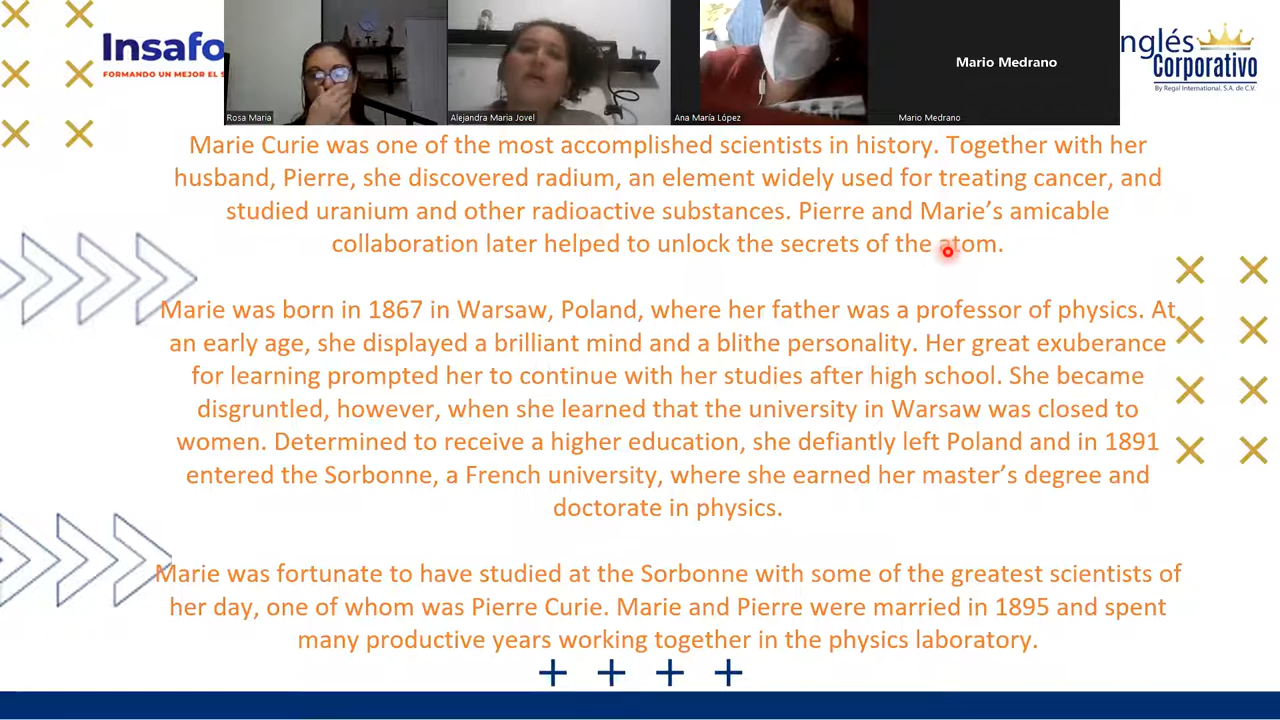 Insafo
FORMANDO UN MEJOR EL S
Rosa Maria
Alejandra Maria Jovel
Ana María López
Mario Medrano
Mario Medrano
nglés
Corporativo
By Regal International, S.A. de C.V.
Marie Curie was one of the most accomplished scientists in history. Together with her
husband, Pierre, she discovered radium, an element widely used for treating cancer, and
studied uranium and other radioactive substances. Pierre and Marie’s amicable
collaboration later helped to unlock the secrets of the atom.
Marie was born in 1867 in Warsaw, Poland, where her father was a professor of physics. At
an early age, she displayed a brilliant mind and a blithe personality. Her great exuberance
for learning prompted her to continue with her studies after high school. She became
disgruntled, however, when she learned that the university in Warsaw was closed to
women. Determined to receive a higher education, she defiantly left Poland and in 1891
entered the Sorbonne, a French university, where she earned her master’s degree and
doctorate in physics.
Marie was fortunate to have studied at the Sorbonne with some of the greatest scientists of
her day, one of whom was Pierre Curie. Marie and Pierre were married in 1895 and spent
many productive years working together in the physics laboratory.